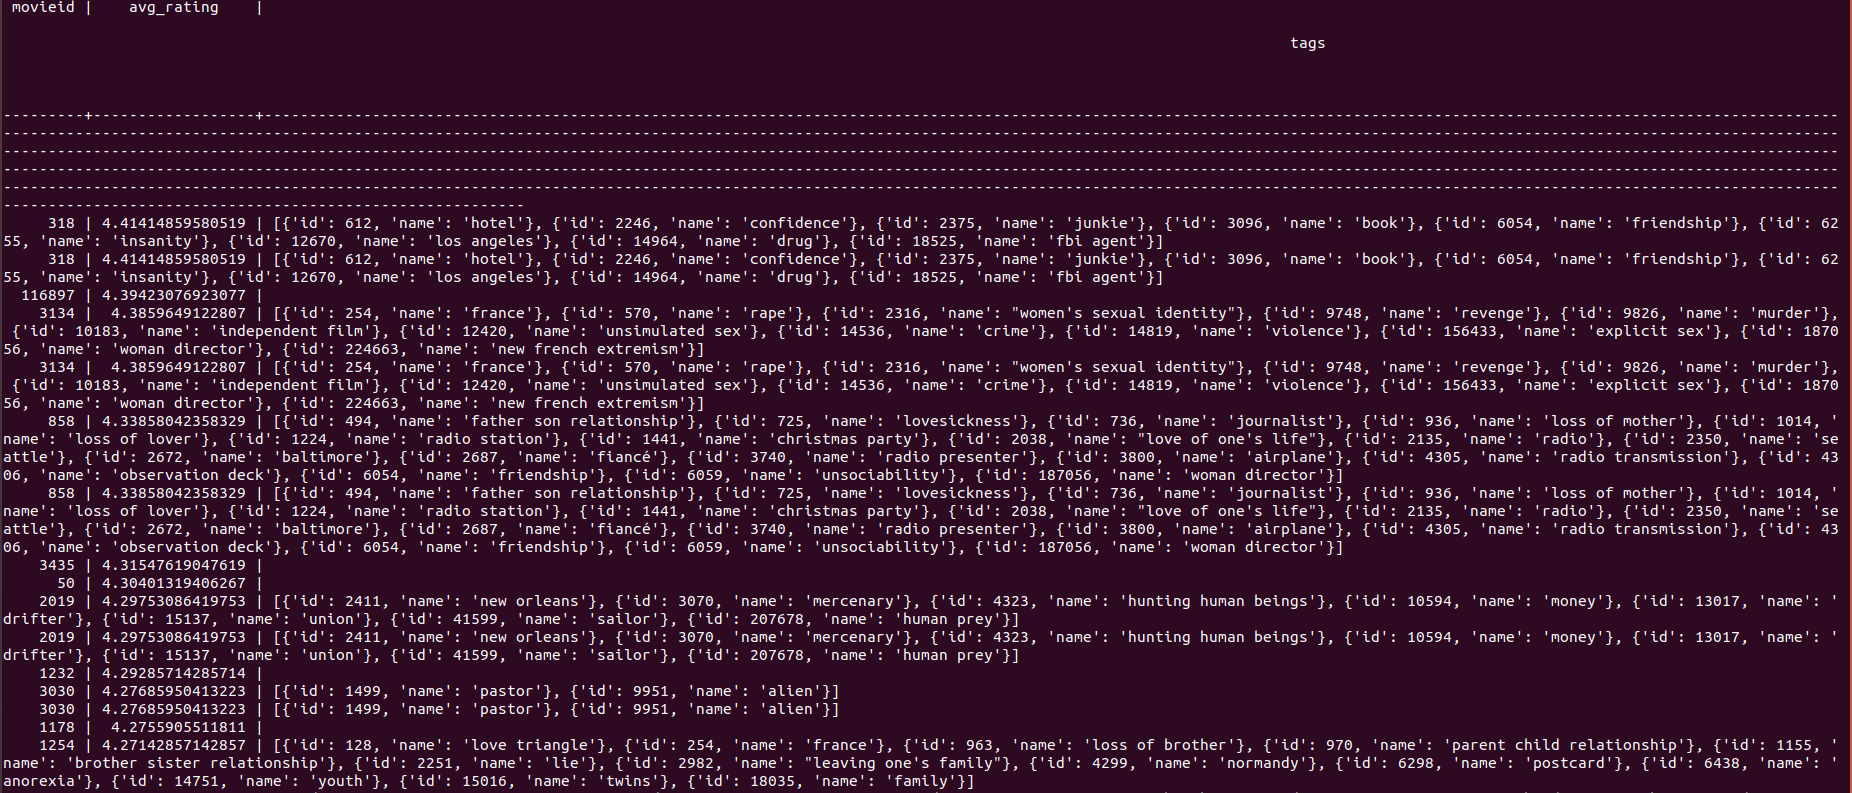 movieid |    avg_rating    |
tags
---------+------------------+-------------------------------------------------------------------------------------------------------------------------------------------------------------------------------
-----------------------------------------------------------------------------------------------------------------------------------------------------------------------------------------------------------
-----------------------------------------------------------------------------------------------------------------------------------------------------------------------------------------------------------
-----------------------------------------------------------------------------------------------------------------------------------------------------------------------------------------------------------
-----------------------------------------------------------------------------------------------------------------------------------------------------------------------------------------------------------
----------------------------------------------------------
318 | 4.41414859580519 | [{'id': 612, 'name': 'hotel'}, {'id': 2246, 'name': 'confidence'}, {'id': 2375, 'name': 'junkie'}, {'id': 3096, 'name': 'book'}, {'id': 6054, 'name': 'friendship'}, {'id': 62
55, 'name': 'insanity'}, {'id': 12670, 'name': 'los angeles'}, {'id': 14964, 'name': 'drug'}, {'id': 18525, 'name': 'fbi agent'}]
318 | 4.41414859580519 | [{'id': 612, 'name': 'hotel'}, {'id': 2246, 'name': 'confidence'}, {'id': 2375, 'name': 'junkie'}, {'id': 3096, 'name': 'book'}, {'id': 6054, 'name': 'friendship'}, {'id': 62
55, 'name': 'insanity'}, {'id': 12670, 'name': 'los angeles'}, {'id': 14964, 'name': 'drug'}, {'id': 18525, 'name': 'fbi agent'}]
116897 | 4.39423076923077 |
3134 |  4.3859649122807 | [{'id': 254, 'name': 'france'}, {'id': 570, 'name': 'rape'}, {'id': 2316, 'name': "women's sexual identity"}, {'id': 9748, 'name': 'revenge'}, {'id': 9826, 'name': 'murder'},
{'id': 10183, 'name': 'independent film'}, {'id': 12420, 'name': 'unsimulated sex'}, {'id': 14536, 'name': 'crime'}, {'id': 14819, 'name': 'violence'}, {'id': 156433, 'name': 'explicit sex'}, {'id': 1870
56, 'name': 'woman director'}, {'id': 224663, 'name': 'new french extremism'}]
3134 |  4.3859649122807 | [{'id': 254, 'name': 'france'}, {'id': 570, 'name': 'rape'}, {'id': 2316, 'name': "women's sexual identity"}, {'id': 9748, 'name': 'revenge'}, {'id': 9826, 'name': 'murder'},
{'id': 10183, 'name': 'independent film'}, {'id': 12420, 'name': 'unsimulated sex'}, {'id': 14536, 'name': 'crime'}, {'id': 14819, 'name': 'violence'}, {'id': 156433, 'name': 'explicit sex'}, {'id': 1870
56, 'name': 'woman director'}, {'id': 224663, 'name': 'new french extremism'}]
858 | 4.33858042358329 | [{'id': 494, 'name': 'father son relationship'}, {'id': 725, 'name': 'lovesickness'}, {'id': 736, 'name': 'journalist'}, {'id': 936, 'name': 'loss of mother'}, {'id': 1014, '
name': 'loss of lover'}, {'id': 1224, 'name': 'radio station'}, {'id': 1441, 'name': 'christmas party'}, {'id': 2038, 'name': "love of one's life"}, {'id': 2135, 'name': 'radio'}, {'id': 2350, 'name': 'se
attle'}, {'id': 2672, 'name': 'baltimore'}, {'id': 2687, 'name': 'fiancé'}, {'id': 3740, 'name': 'radio presenter'}, {'id': 3800, 'name': 'airplane'}, {'id': 4305, 'name': 'radio transmission'}, {'id': 43
06, 'name': 'observation deck'}, {'id': 6054, 'name': 'friendship'}, {'id': 6059, 'name': 'unsociability'}, {'id': 187056, 'name': 'woman director'}]
858 | 4.33858042358329 | [{'id': 494, 'name': 'father son relationship'}, {'id': 725, 'name': 'lovesickness'}, {'id': 736, 'name': 'journalist'}, {'id': 936, 'name': 'loss of mother'}, {'id': 1014, '
name': 'loss of lover'}, {'id': 1224, 'name': 'radio station'}, {'id': 1441, 'name': 'christmas party'}, {'id': 2038, 'name': "love of one's life"}, {'id': 2135, 'name': 'radio'}, {'id': 2350, 'name': 'se
attle'}, {'id': 2672, 'name': 'baltimore'}, {'id': 2687, 'name': 'fiancé'}, {'id': 3740, 'name': 'radio presenter'}, {'id': 3800, 'name': 'airplane'}, {'id': 4305, 'name': 'radio transmission'}, {'id': 43
06, 'name': 'observation deck'}, {'id': 6054, 'name': 'friendship'}, {'id': 6059, 'name': 'unsociability'}, {'id': 187056, 'name': 'woman director'}]
3435 | 4.31547619047619 |
50 | 4.30401319406267 |
2019 | 4.29753086419753 | [{'id': 2411, 'name': 'new orleans'}, {'id': 3070, 'name': 'mercenary'}, {'id': 4323, 'name': 'hunting human beings'}, {'id': 10594, 'name': 'money'}, {'id': 13017, 'name': '
drifter'}, {'id': 15137, 'name': 'union'}, {'id': 41599, 'name': 'sailor'}, {'id': 207678, 'name': 'human prey'}]
2019 | 4.29753086419753 | [{'id': 2411, 'name': 'new orleans'}, {'id': 3070, 'name': 'mercenary'}, {'id': 4323, 'name': 'hunting human beings'}, {'id': 10594, 'name': 'money'}, {'id': 13017, 'name': '
drifter'}, {'id': 15137, 'name': 'union'}, {'id': 41599, 'name': 'sailor'}, {'id': 207678, 'name': 'human prey'}]
1232 | 4.29285714285714 |
3030 | 4.27685950413223 | [{'id': 1499, 'name': 'pastor'}, {'id': 9951, 'name': 'alien'}]
3030 | 4.27685950413223 | [{'id': 1499, 'name': 'pastor'}, {'id': 9951, 'name': 'alien'}]
1178 |  4.2755905511811 |
1254 | 4.27142857142857 | [{'id': 128, 'name': 'love triangle'}, {'id': 254, 'name': 'france'}, {'id': 963, 'name': 'loss of brother'}, {'id': 970, 'name': 'parent child relationship'}, {'id': 1155, '
name': 'brother sister relationship'}, {'id': 2251, 'name': 'lie'}, {'id': 2982, 'name': "leaving one's family"}, {'id': 4299, 'name': 'normandy'}, {'id': 6298, 'name': 'postcard'}, {'id': 6438, 'name': '
anorexia'}, {'id': 14751, 'name': 'youth'}, {'id': 15016, 'name': 'twins'}, {'id': 18035, 'name': 'family'}]